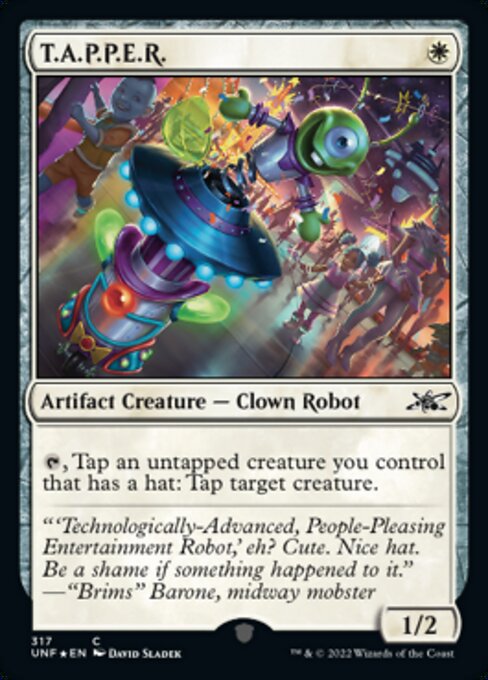 T.A.P.P.E.R.
Artifact Creature — Clown Robot
, Tap an untapped creature you control
that has a hat: Tap target creature.
“‘Technologically-Advanced, People-Pleasing
Entertainment Robot,’ eh? Cute. Nice hat.
Be a shame if something happened to it.”
—“Brims” Barone, midway mobster
1/2
317 C
UNF★EN DAVID SLADEK
™ & © 2022 Wizards of the Coast